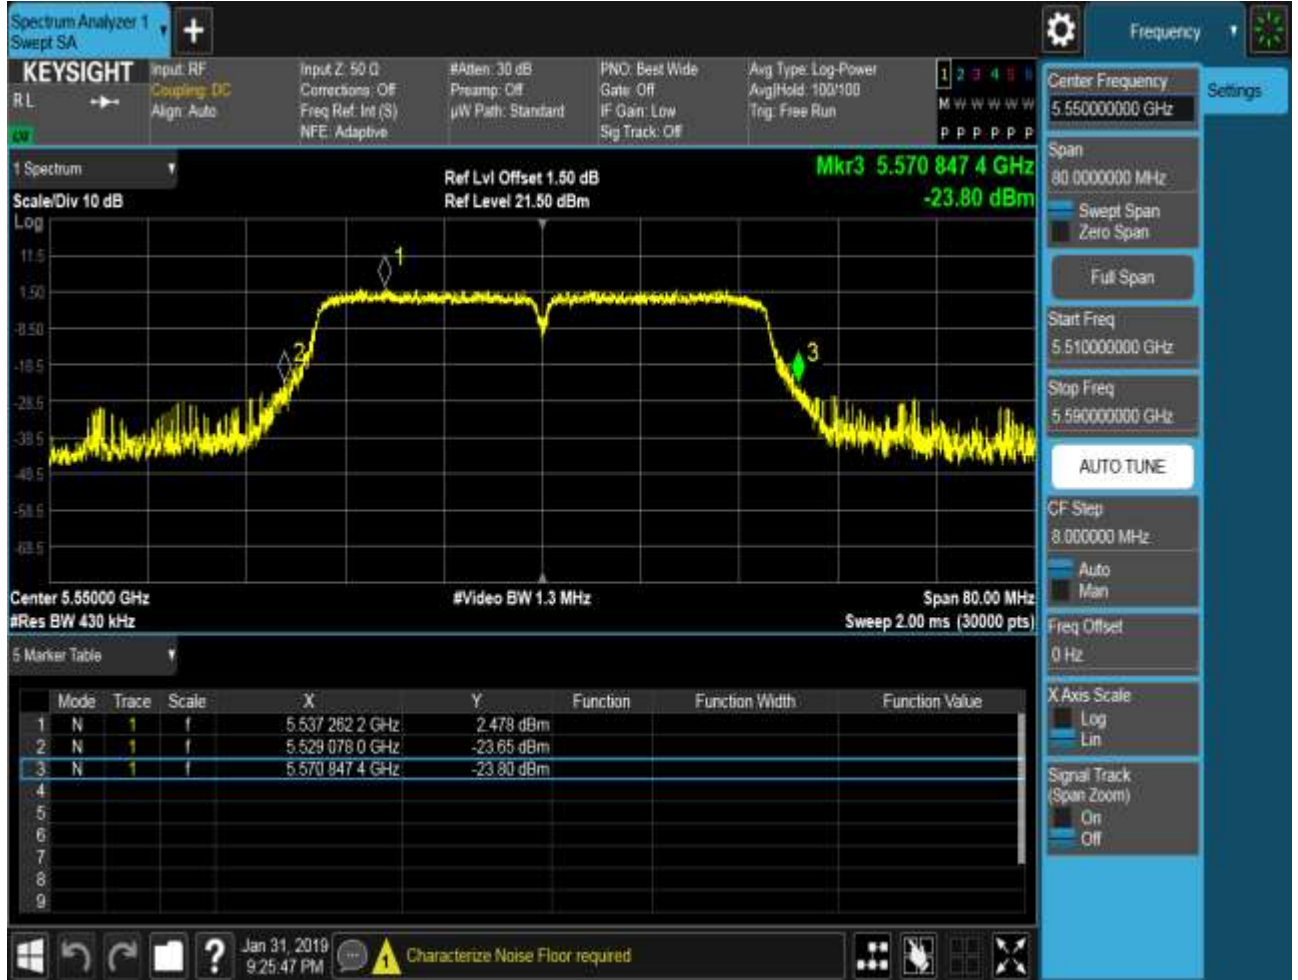 Spectrum Analyzer 1
Swept SA
+
Frequency
KEYSIGHT
RL
Input: RF
Coupling: DC
Align: Auto
Input Z: 50 Ω
Corrections: Off
Freq Ref: Int (S)
NFE: Adaptive
#Atten: 30 dB
Preamp: Off
µW Path: Standard
PNO: Best Wide
Gate: Off
IF Gain: Low
Sig Track: Off
Avg Type: Log-Power
Avg|Hold: 100/100
Trig: Free Run
1 2 3 4 5 6
M W W W W W
P P P P P P
1 Spectrum
Scale/Div 10 dB
Ref Lvl Offset 1.50 dB
Ref Level 21.50 dBm
Mkr3 5.570 847 4 GHz
-23.80 dBm
Log
11.5
1.50
-8.50
-18.5
-28.5
-38.5
-48.5
-58.5
-68.5
1
2
3
Center 5.55000 GHz
#Video BW 1.3 MHz
Span 80.00 MHz
#Res BW 430 kHz
Sweep 2.00 ms (30000 pts)
5 Marker Table
Mode Trace Scale X Y Function Function Width Function Value
1 N 1 f 5.537 262 2 GHz 2.478 dBm
2 N 1 f 5.529 078 0 GHz -23.65 dBm
3 N 1 f 5.570 847 4 GHz -23.80 dBm
4
5
6
7
8
9
Settings
Center Frequency
5.550000000 GHz
Span
80.0000000 MHz
Swept Span
Zero Span
Full Span
Start Freq
5.510000000 GHz
Stop Freq
5.590000000 GHz
AUTO TUNE
CF Step
8.000000 MHz
Auto
Man
Freq Offset
0 Hz
X Axis Scale
Log
Lin
Signal Track
(Span Zoom)
On
Off
?
Jan 31, 2019
9:25:47 PM
1
Characterize Noise Floor required